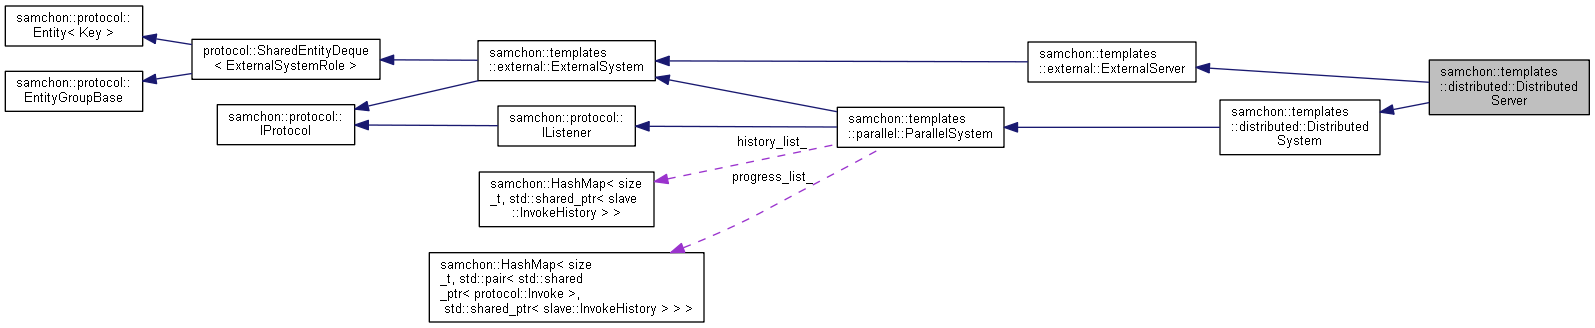 samchon::protocol::
Entity< Key >
samchon::protocol::
EntityGroupBase
protocol::SharedEntityDeque
< ExternalSystemRole >
samchon::protocol::
IProtocol
samchon::templates
::external::ExternalSystem
samchon::protocol::
IListener
samchon::HashMap< size
_t, std::shared_ptr< slave
::InvokeHistory > >
samchon::HashMap< size
_t, std::pair< std::shared
_ptr< protocol::Invoke >,
std::shared_ptr< slave::InvokeHistory > > >
history_list_
progress_list_
samchon::templates
::parallel::ParallelSystem
samchon::templates
::external::ExternalServer
samchon::templates
::distributed::Distributed
System
samchon::templates
::distributed::Distributed
Server